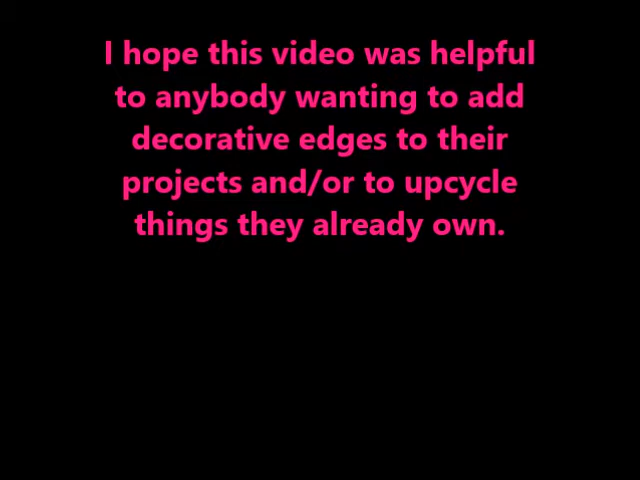 I hope this video was helpful
to anybody wanting to add
decorative edges to their
projects and/or to upcycle
things they already own.